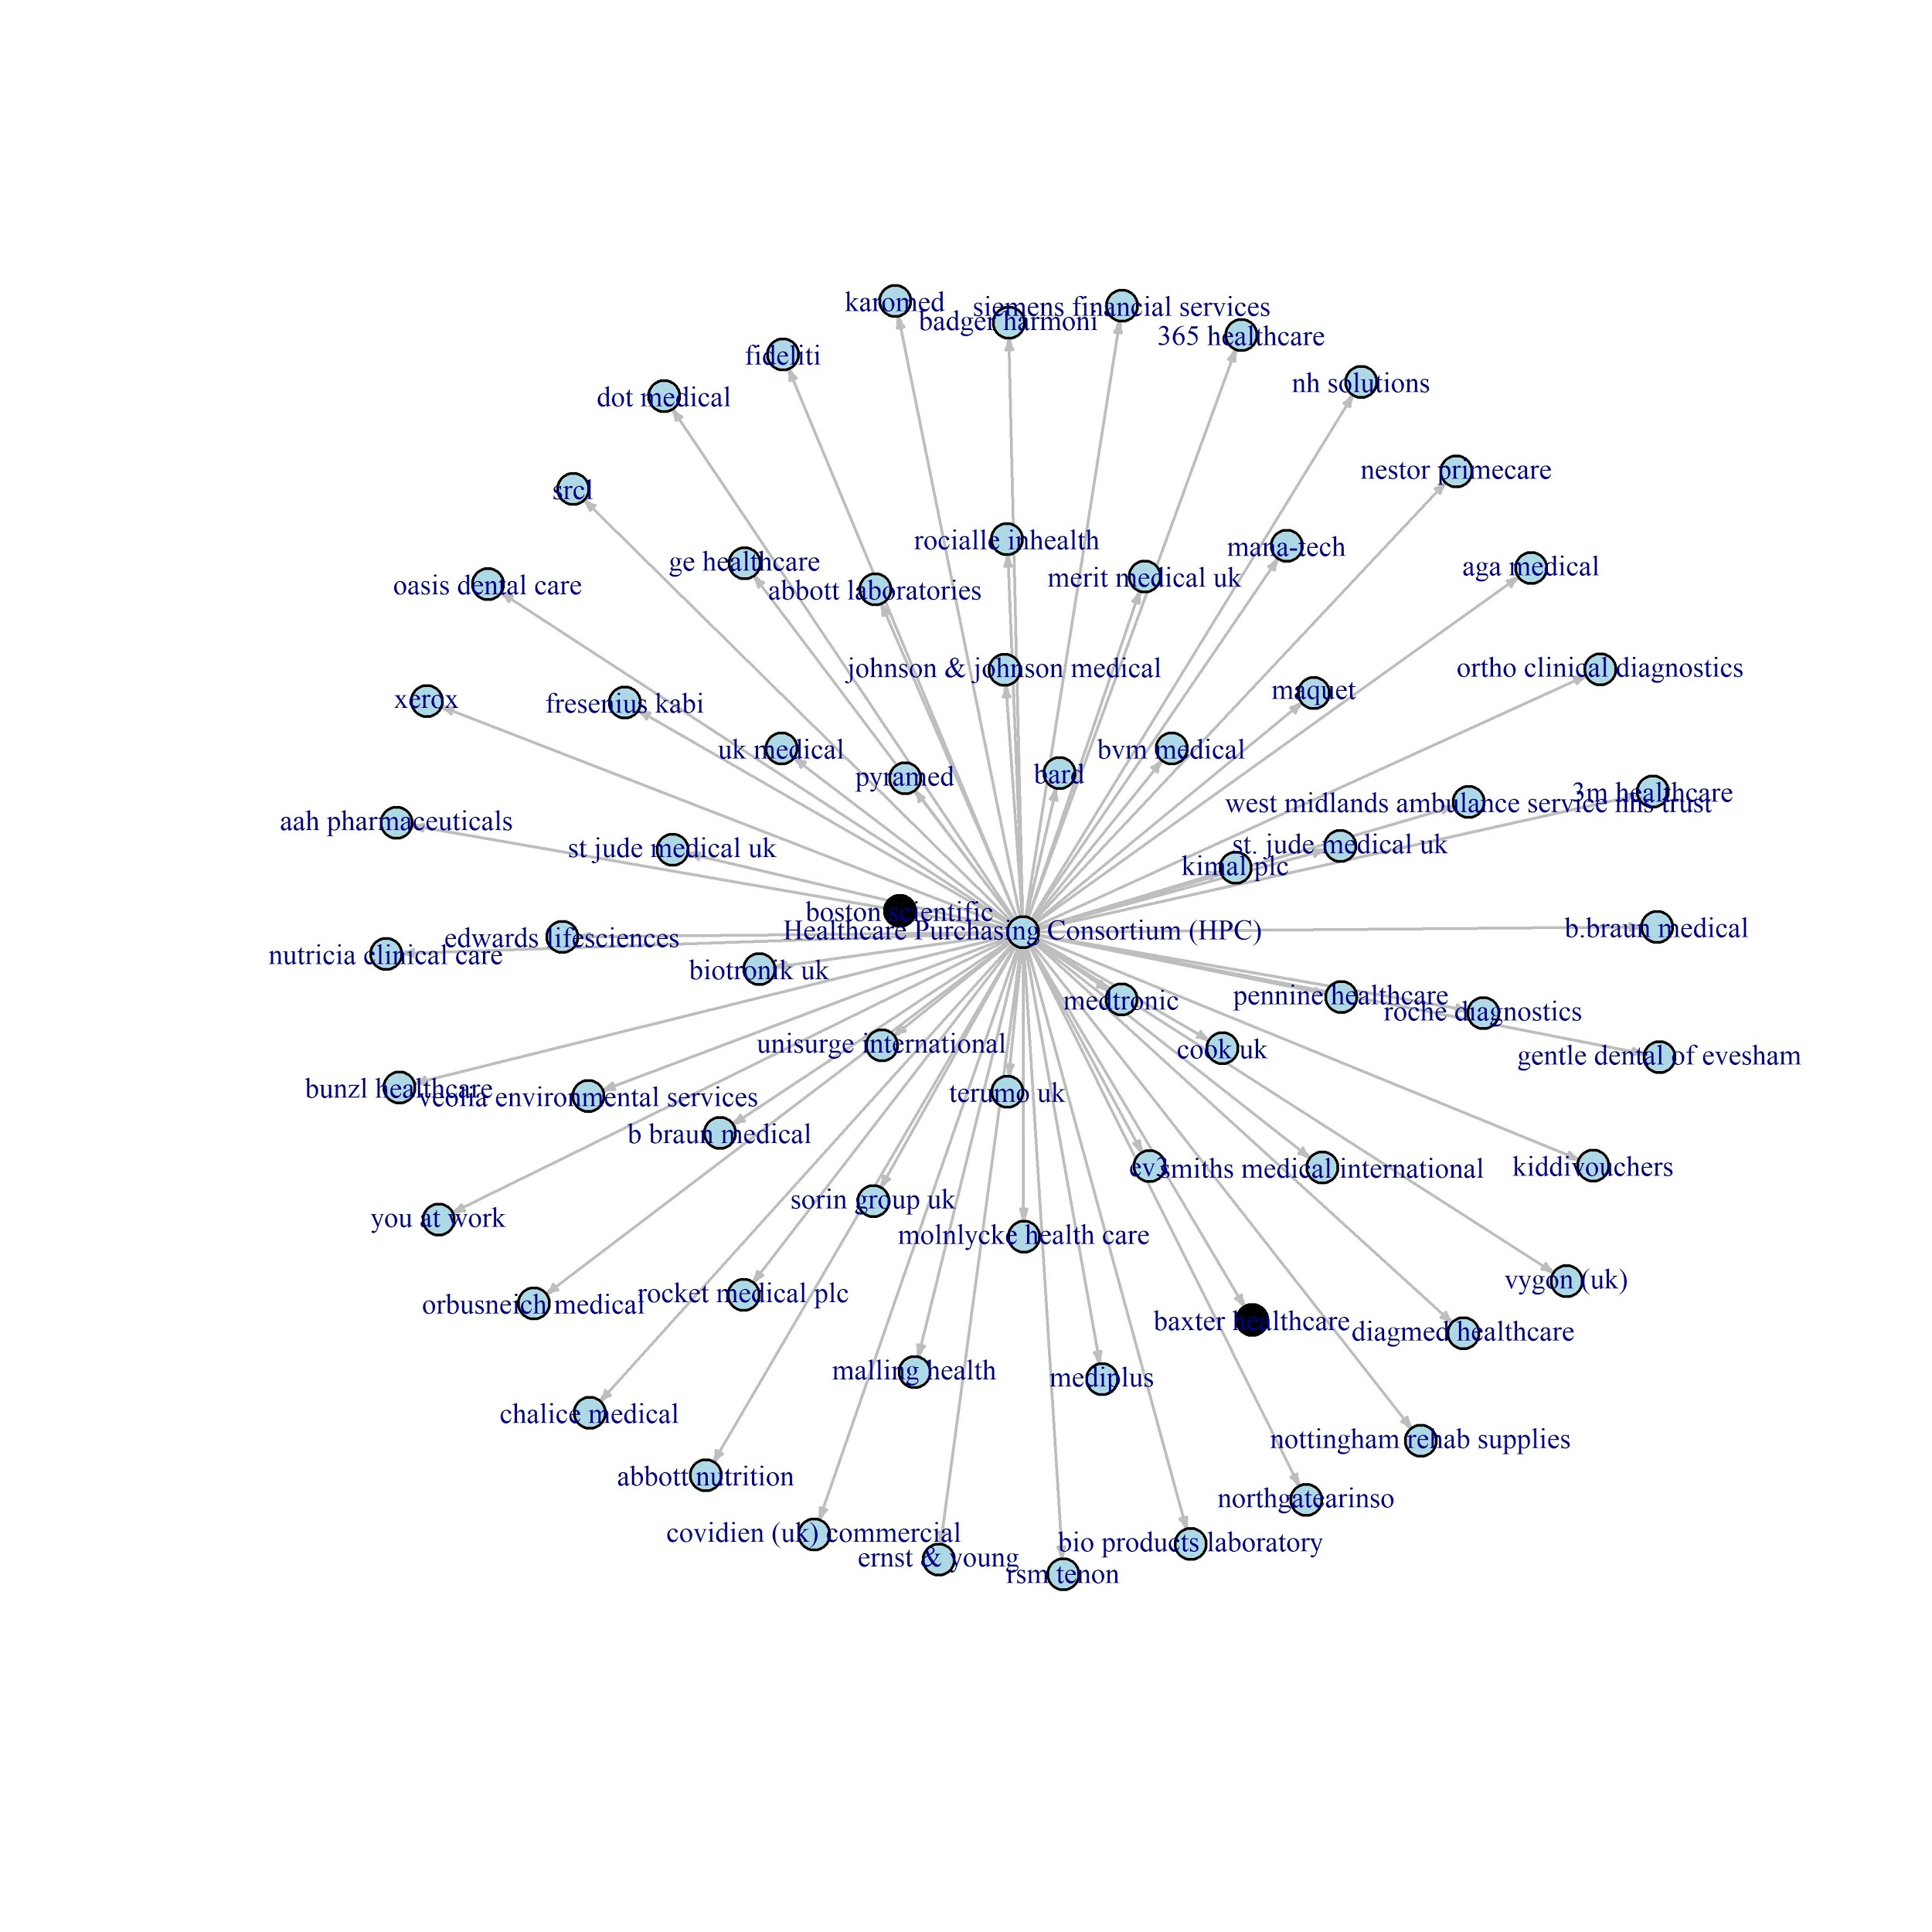 karomed
siemens financial services
badger harmoni
365 healthcare
fideliti
nh solutions
dot medical
nestor primecare
srcl
rocialle inhealth
mana-tech
ge healthcare
aga medical
merit medical uk
oasis dental care
abbott laboratories
johnson & johnson medical
ortho clinical diagnostics
maquet
xerox
fresenius kabi
uk medical
bvm medical
pyramed
bard
3m healthcare
west midlands ambulance service nhs trust
aah pharmaceuticals
st. jude medical uk
st jude medical uk
kimal plc
boston scientific
Healthcare Purchasing Consortium (HPC)
b.braun medical
edwards lifesciences
nutricia clinical care
biotronik uk
pennine healthcare
medtronic
roche diagnostics
unisurge international
cook uk
gentle dental of evesham
bunzl healthcare
terumo uk
veolia environmental services
b braun medical
ev3
smiths medical international
kiddivouchers
sorin group uk
you at work
molnlycke health care
vygon (uk)
rocket medical plc
orbusneich medical
baxter healthcare
diagmed healthcare
malling health
mediplus
chalice medical
nottingham rehab supplies
abbott nutrition
northgatearinso
covidien (uk) commercial
bio products laboratory
ernst & young
rsm tenon